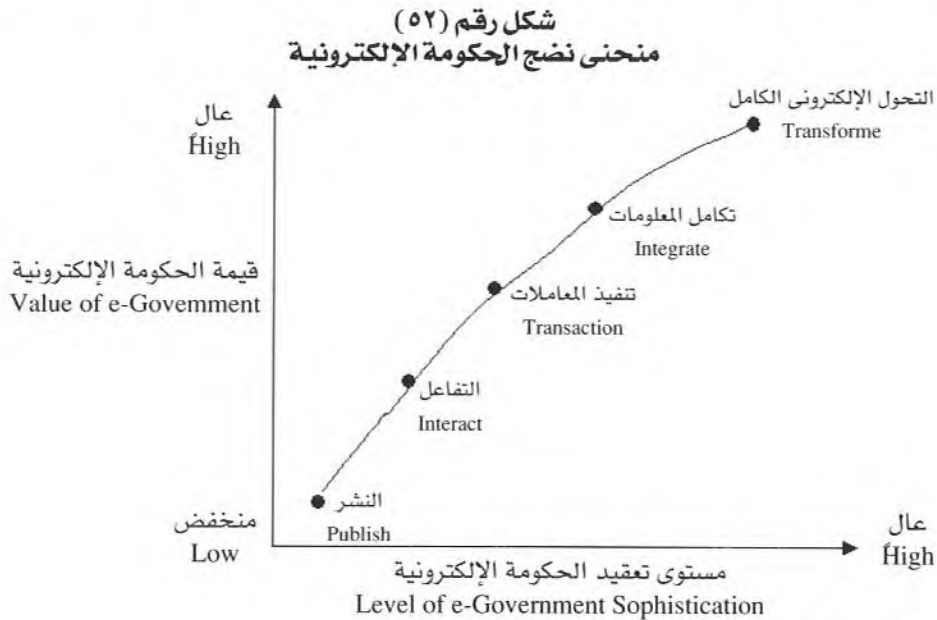 شكل رقم (٥٢)
منحنى نضج الحكومة الإلكترونية
التحول الإلكترونى الكامل
Transforme
عال
High
تكامل المعلومات
Integrate
قيمة الحكومة الإلكترونية
Value of e-Govemment
تنفيذ المعاملات
Transaction
التفاعل
Interact
النشر
Publish
منخفض
Low
عال
High
مستوى تعقيد الحكومة الإلكترونية
Level of e-Government Sophistication